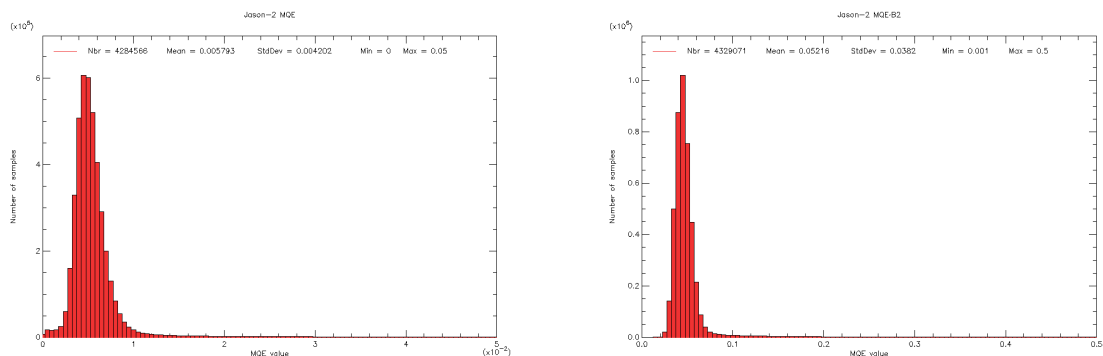 Jason-2 MQE
(x10⁵)
Nbr = 4284566 Mean = 0.005793 StdDev = 0.004202 Min = 0 Max = 0.05
6
4
2
0
Number of samples
0 1 2 3 4 5
(x10⁻²)
MQE value
Jason-2 MQE-B2
(x10⁶)
Nbr = 4329071 Mean = 0.05216 StdDev = 0.0382 Min = 0.001 Max = 0.5
1.0
0.8
0.6
0.4
0.2
0.0
Number of samples
0.0 0.1 0.2 0.3 0.4 0.5
MQE value